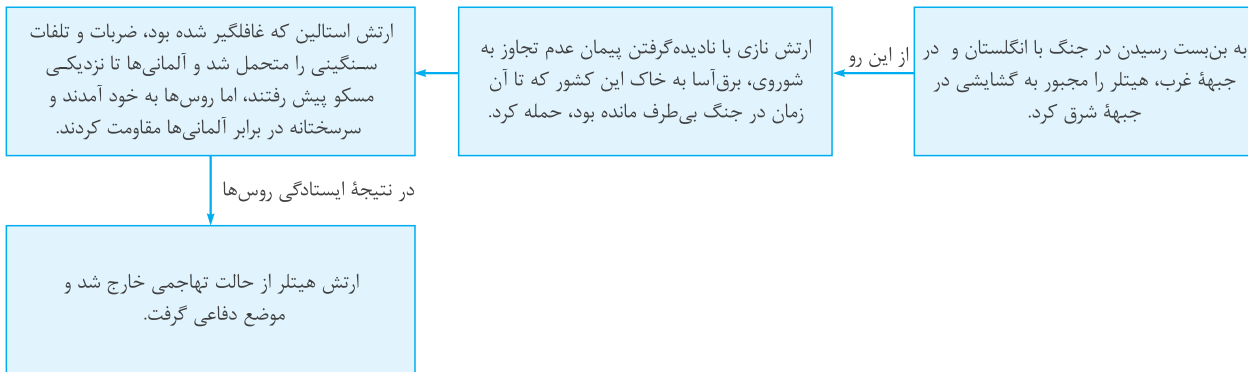 به بن‌بست رسیدن در جنگ با انگلستان و در
جبههٔ غرب، هیتلر را مجبور به گشایشی در
جبههٔ شرق کرد.
از این رو
ارتش نازی با نادیده‌گرفتن پیمان عدم تجاوز به
شوروی، برق‌آسا به خاک این کشور که تا آن
زمان در جنگ بی‌طرف مانده بود، حمله کرد.
ارتش استالین که غافلگیر شده بود، ضربات و تلفات
سـنگینی را متحمل شد و آلمانی‌ها تا نزدیکـی
مسکو پیش رفتند، اما روس‌ها به خود آمدند و
سرسختانه در برابر آلمانی‌ها مقاومت کردند.
در نتیجهٔ ایستادگی روس‌ها
ارتش هیتلر از حالت تهاجمی خارج شد و
موضع دفاعی گرفت.